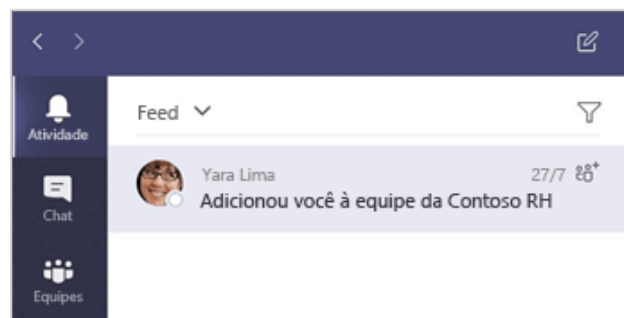 Atividade
Chat
Equipes
Feed
Yara Lima 27/7
Adicionou você à equipe da Contoso RH